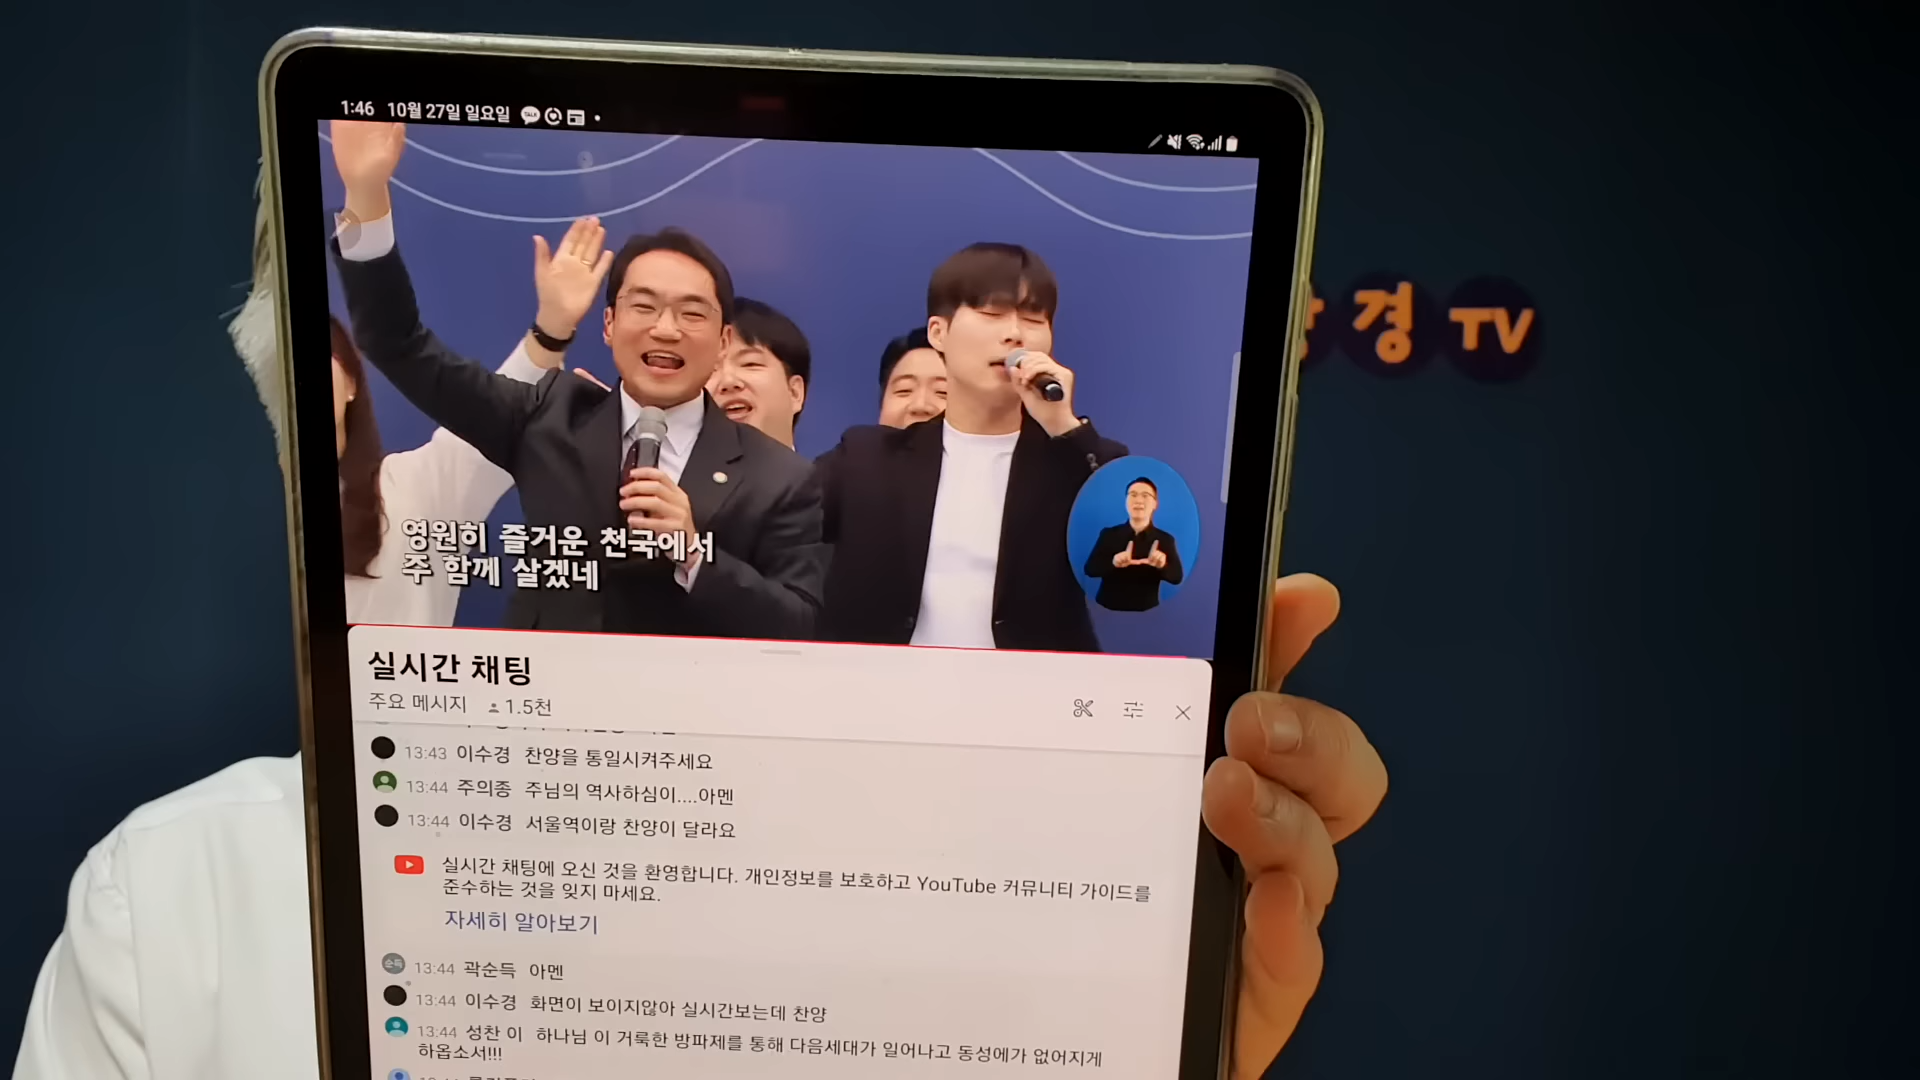 1:46 10월 27일 일요일
경 TV
영원히 즐거운 천국에서
주 함께 살겠네
실시간 채팅
주요 메시지 1.5천
13:43 이수경 찬양을 통일시켜주세요
13:44 주의종 주님의 역사하심이....아멘
13:44 이수경 서울역이랑 찬양이 달라요
실시간 채팅에 오신 것을 환영합니다. 개인정보를 보호하고 YouTube 커뮤니티 가이드를
준수하는 것을 잊지 마세요.
자세히 알아보기
순득 13:44 곽순득 아멘
13:44 이수경 화면이 보이지않아 실시간보는데 찬양
13:44 성찬 이 하나님 이 거룩한 방파제를 통해 다음세대가 일어나고 동성애가 없어지게
하옵소서!!!